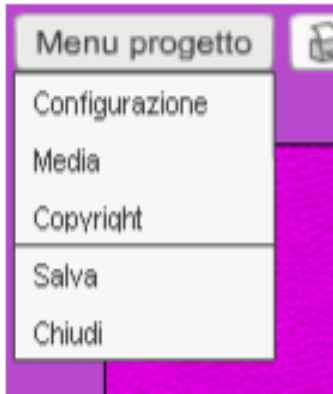 Menu progetto
Configurazione
Media
Copyright
Salva
Chiudi